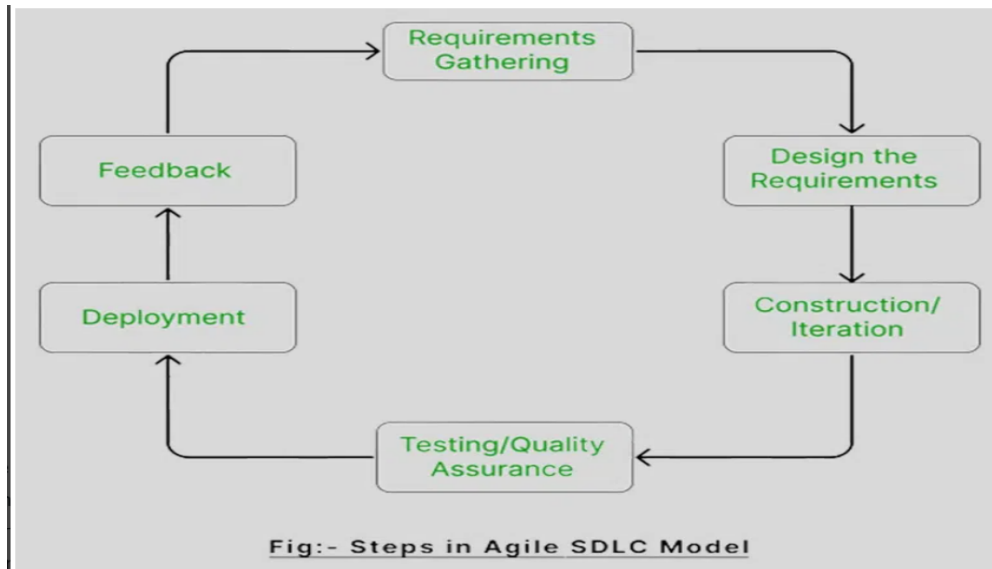 Requirements
Gathering
Feedback
Design the
Requirements
Deployment
Construction/
Iteration
Testing/Quality
Assurance
Fig:- Steps in Agile SDLC Model